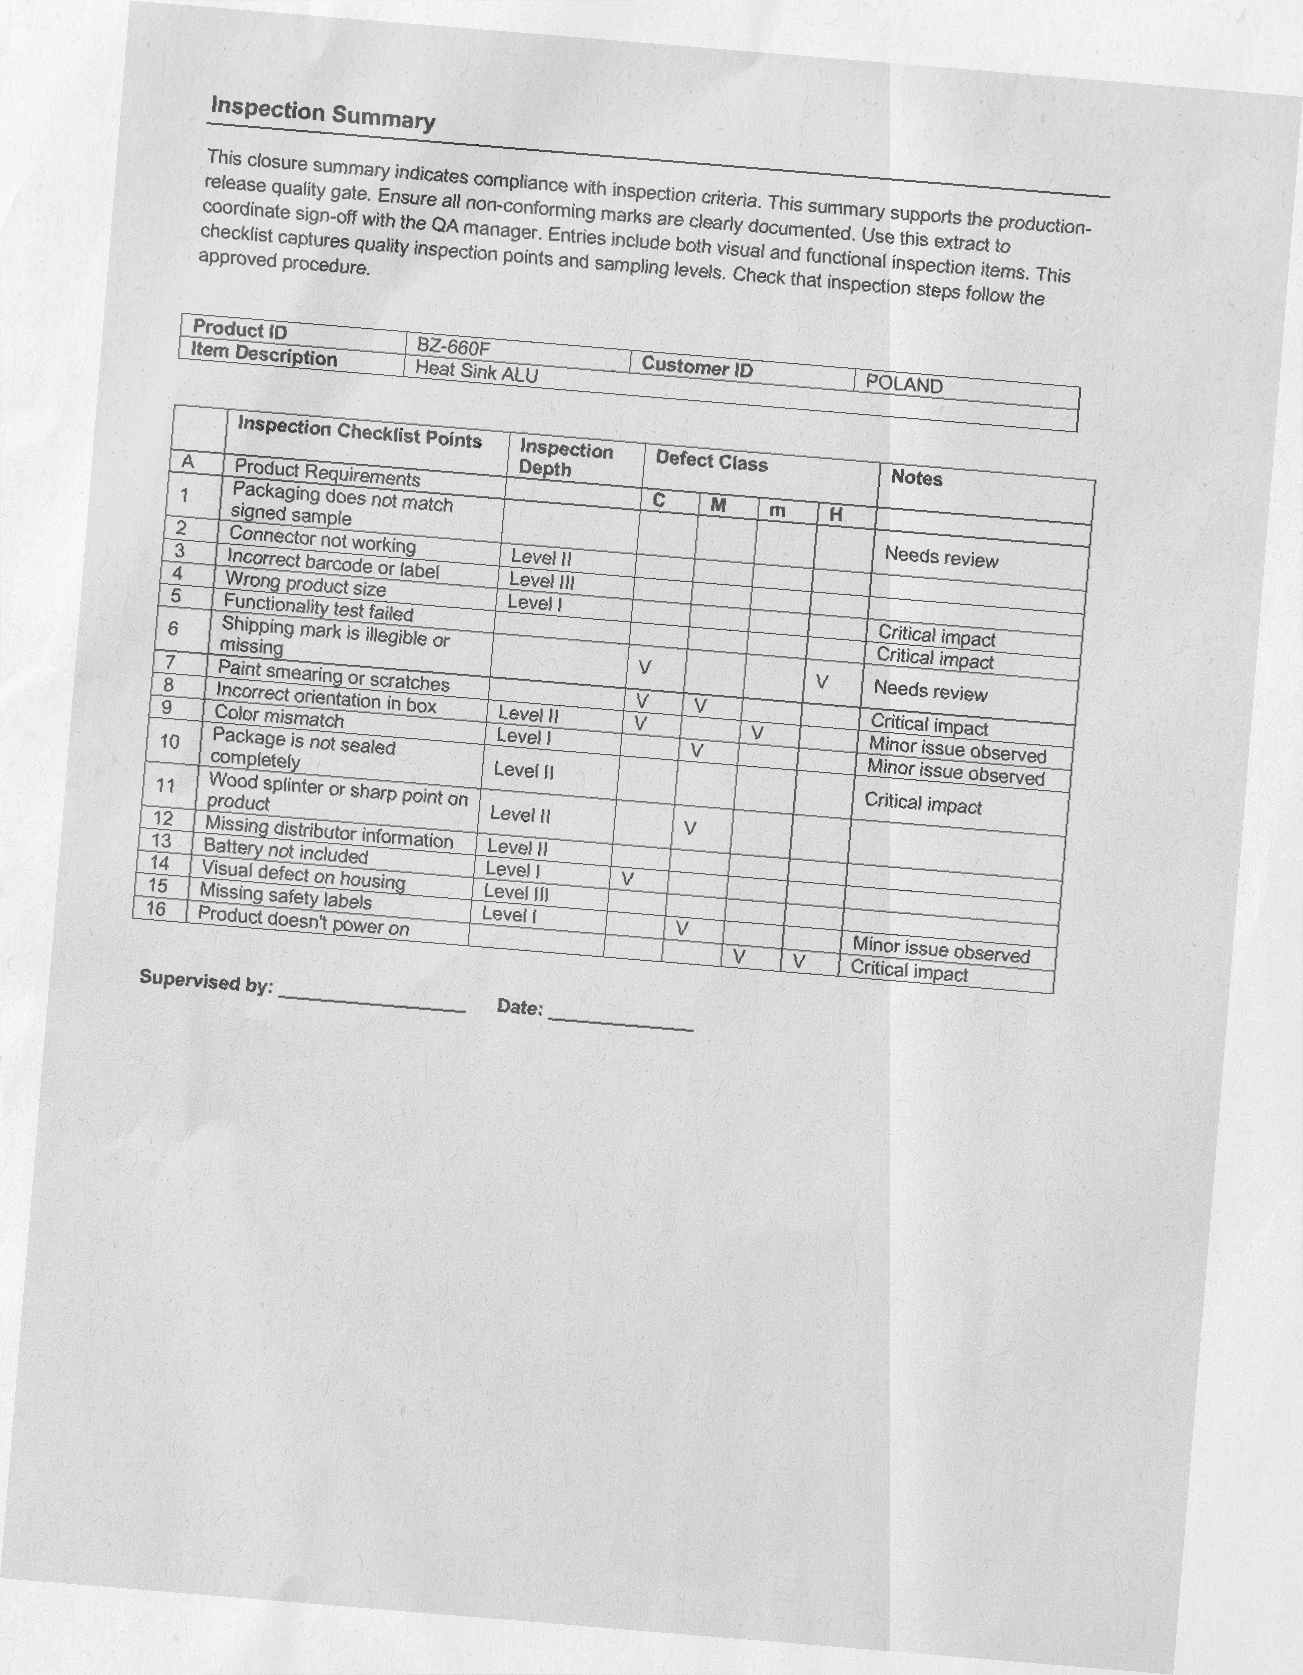 Inspection Summary
This closure summary indicates compliance with inspection criteria. This summary supports the production-
release quality gate. Ensure all non-conforming marks are clearly documented. Use this extract to
coordinate sign-off with the QA manager. Entries include both visual and functional inspection items. This
checklist captures quality inspection points and sampling levels. Check that inspection steps follow the
approved procedure.
Product ID BZ-660F Customer ID POLAND
Item Description Heat Sink ALU
Inspection Checklist Points Inspection Depth Defect Class Notes
A Product Requirements C M m H
1 Packaging does not match signed sample Needs review
2 Connector not working Level II
3 Incorrect barcode or label Level III
4 Wrong product size Level I Critical impact
5 Functionality test failed Critical impact
6 Shipping mark is illegible or missing V V Needs review
7 Paint smearing or scratches V V Critical impact
8 Incorrect orientation in box Level II V V Minor issue observed
9 Color mismatch Level I V Minor issue observed
10 Package is not sealed completely Level II Critical impact
11 Wood splinter or sharp point on product Level II V
12 Missing distributor information Level II
13 Battery not included Level I V
14 Visual defect on housing Level III
15 Missing safety labels Level I V Minor issue observed
16 Product doesn't power on V V Critical impact
Supervised by: _______________ Date: ____________